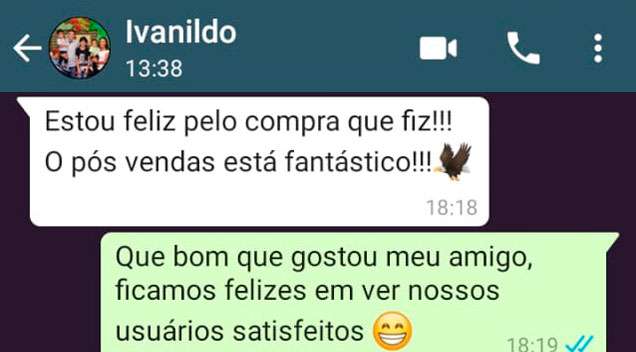 Ivanildo
13:38
Estou feliz pelo compra que fiz!!!
O pós vendas está fantástico!!!🦅
18:18
Que bom que gostou meu amigo,
ficamos felizes em ver nossos
usuários satisfeitos 😁
18:19